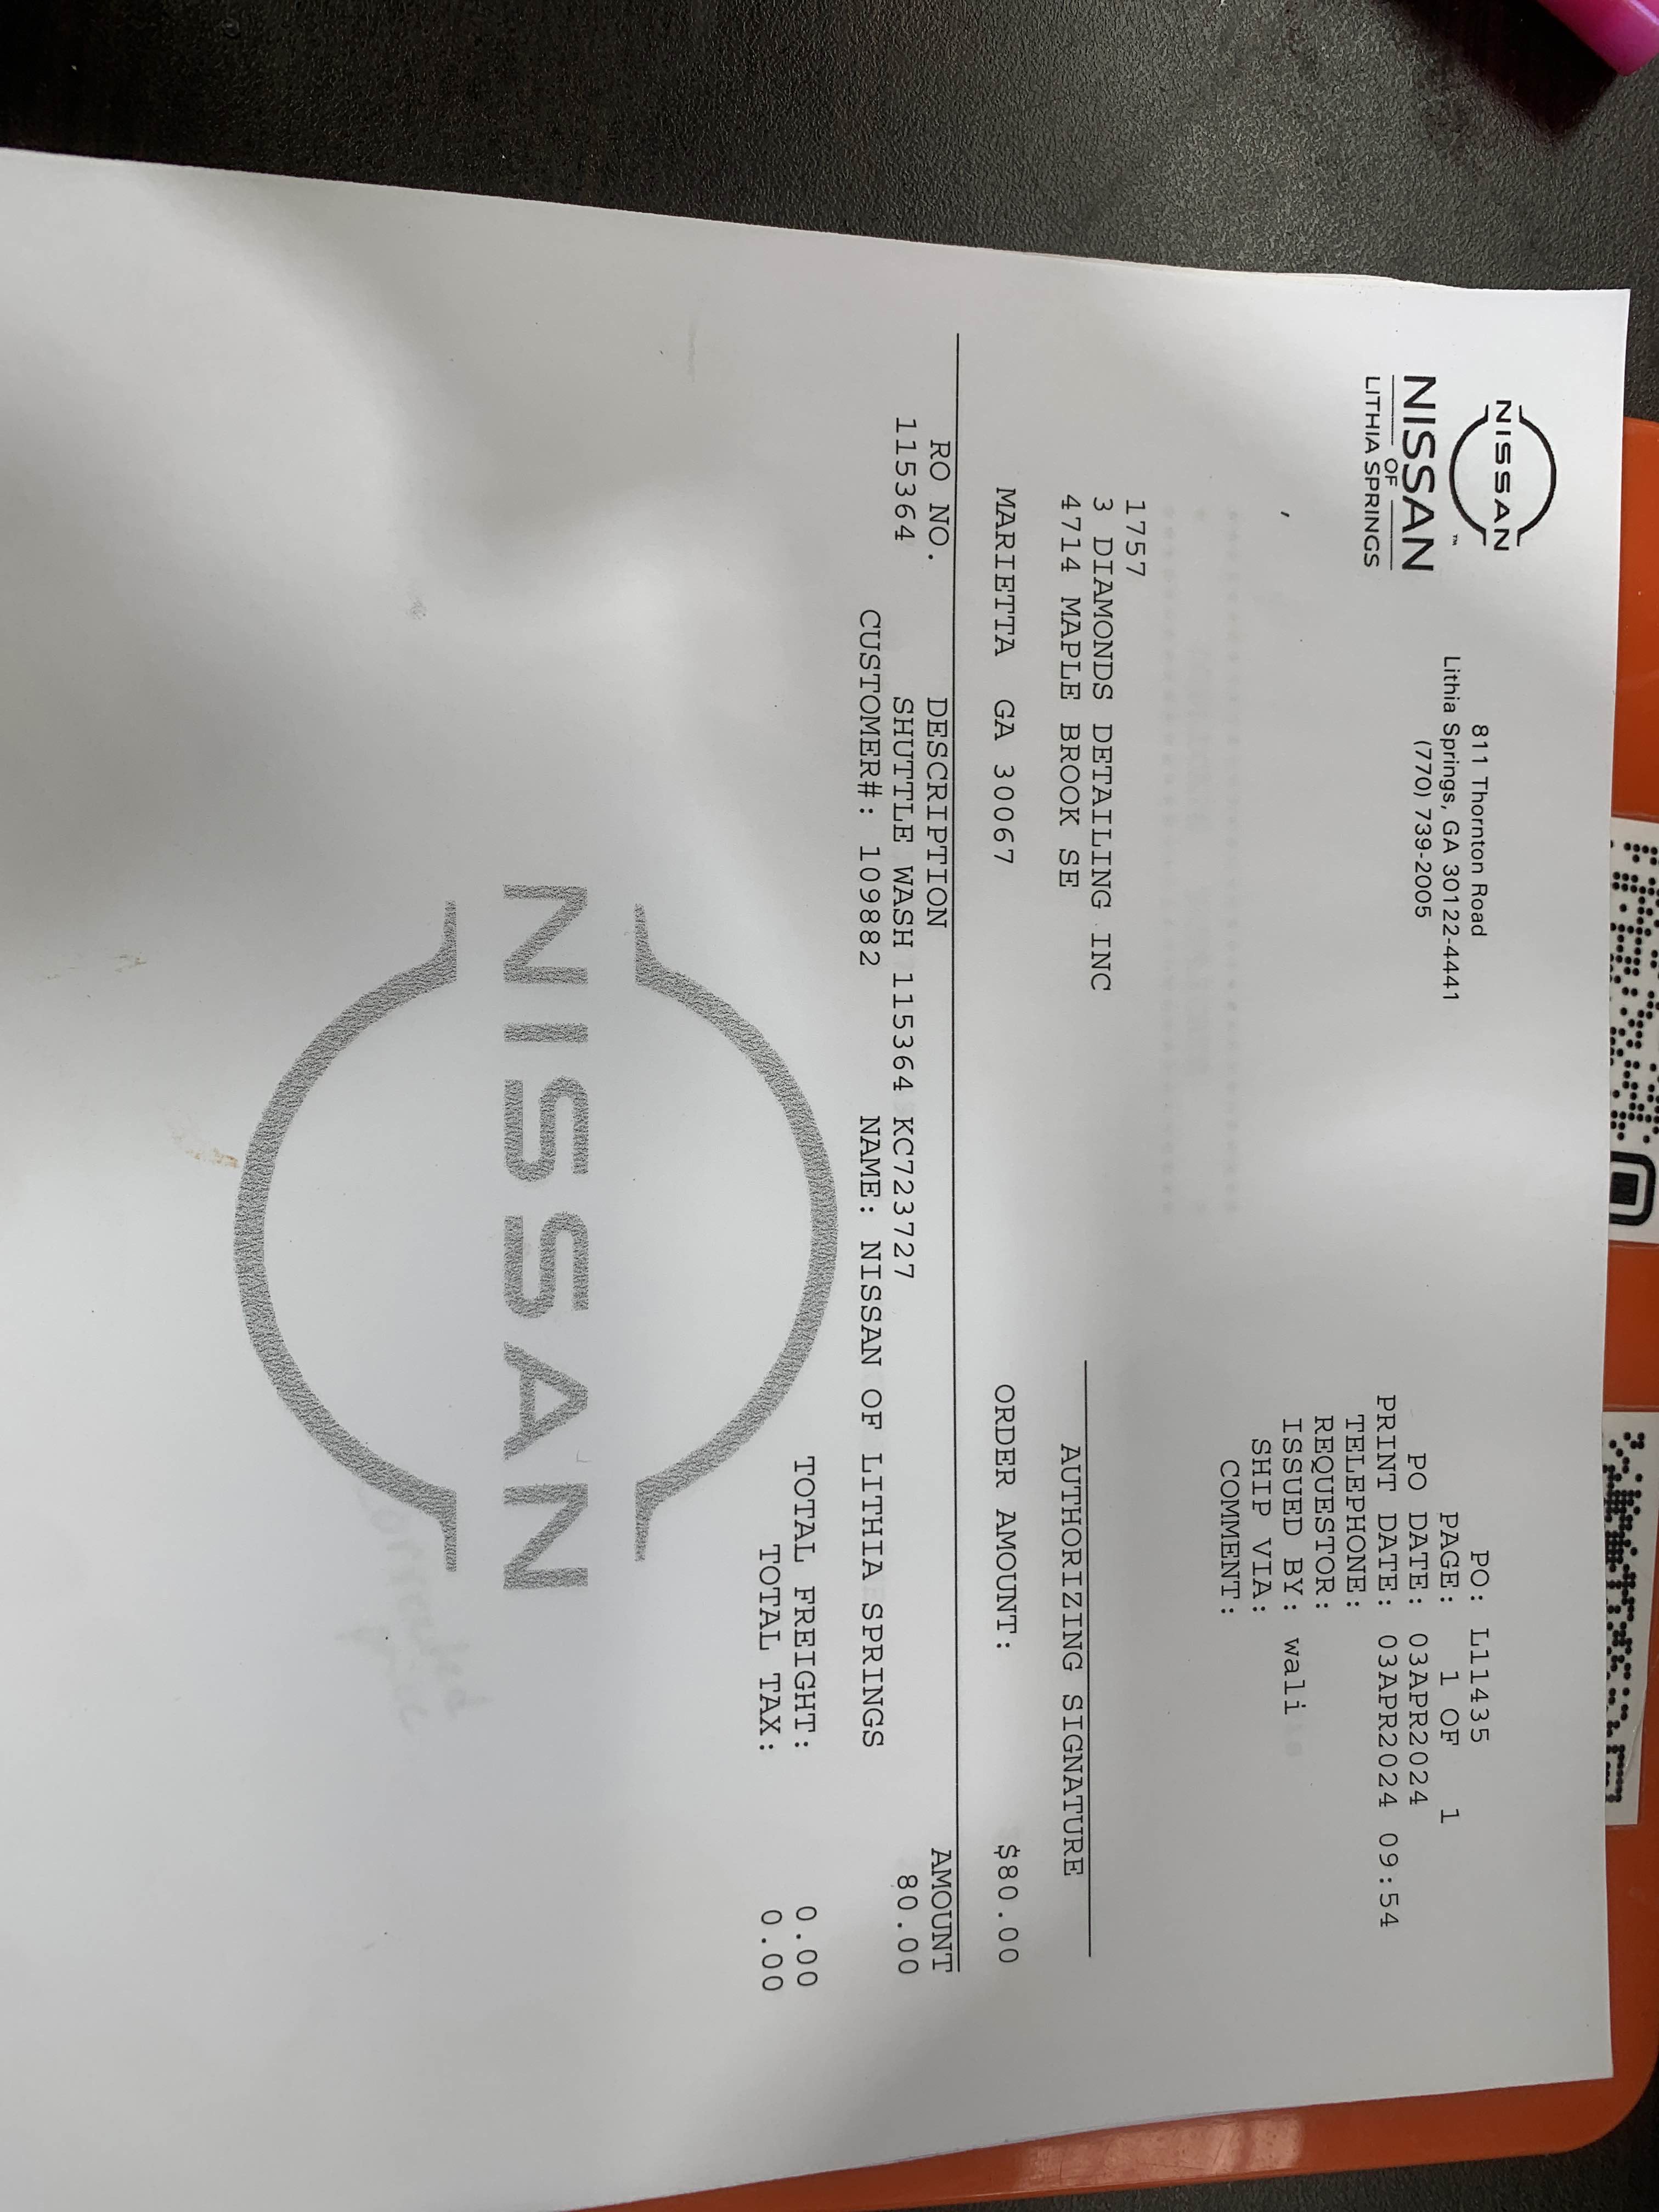 NISSAN
NISSAN
OF
LITHIA SPRINGS
811 Thornton Road
Lithia Springs, GA 30122-4441
(770) 739-2005
PO: L11435
PAGE: 1 OF 1
PO DATE: 03APR2024
PRINT DATE: 03APR2024 09:54
TELEPHONE:
REQUESTOR:
ISSUED BY: wali
SHIP VIA:
COMMENT:
1757
3 DIAMONDS DETAILING INC
4714 MAPLE BROOK SE
MARIETTA GA 30067
AUTHORIZING SIGNATURE
ORDER AMOUNT: $80.00
RO NO. DESCRIPTION AMOUNT
115364 SHUTTLE WASH 115364 KC723727 80.00
CUSTOMER#: 109882 NAME: NISSAN OF LITHIA SPRINGS
TOTAL FREIGHT: 0.00
TOTAL TAX: 0.00
NISSAN